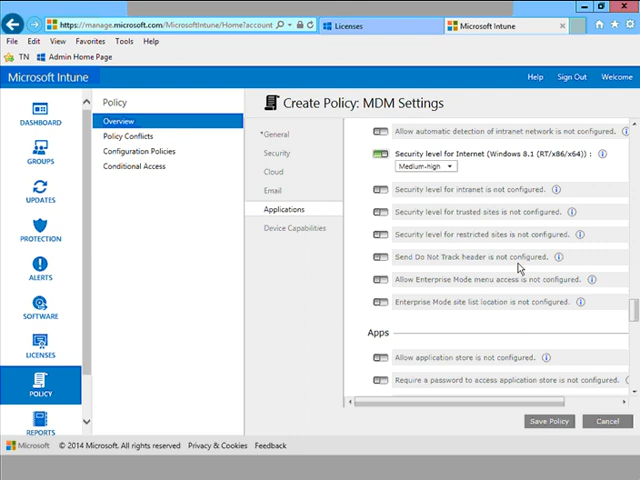 https://manage.microsoft.com/MicrosoftIntune/Home?account
Licenses
Microsoft Intune
File Edit View Favorites Tools Help
TN Admin Home Page
Microsoft Intune
Help Sign Out Welcome
DASHBOARD
GROUPS
UPDATES
PROTECTION
ALERTS
SOFTWARE
LICENSES
POLICY
REPORTS
Policy
Overview
Policy Conflicts
Configuration Policies
Conditional Access
Create Policy: MDM Settings
*General
Security
Cloud
Email
Applications
Device Capabilities
Allow automatic detection of intranet network is not configured.
Security level for Internet (Windows 8.1 (RT/x86/x64)) :
Medium-high
Security level for intranet is not configured.
Security level for trusted sites is not configured.
Security level for restricted sites is not configured.
Send Do Not Track header is not configured.
Allow Enterprise Mode menu access is not configured.
Enterprise Mode site list location is not configured.
Apps
Allow application store is not configured.
Require a password to access application store is not configured.
Save Policy
Cancel
Microsoft © 2014 Microsoft. All rights reserved Privacy & Cookies Feedback